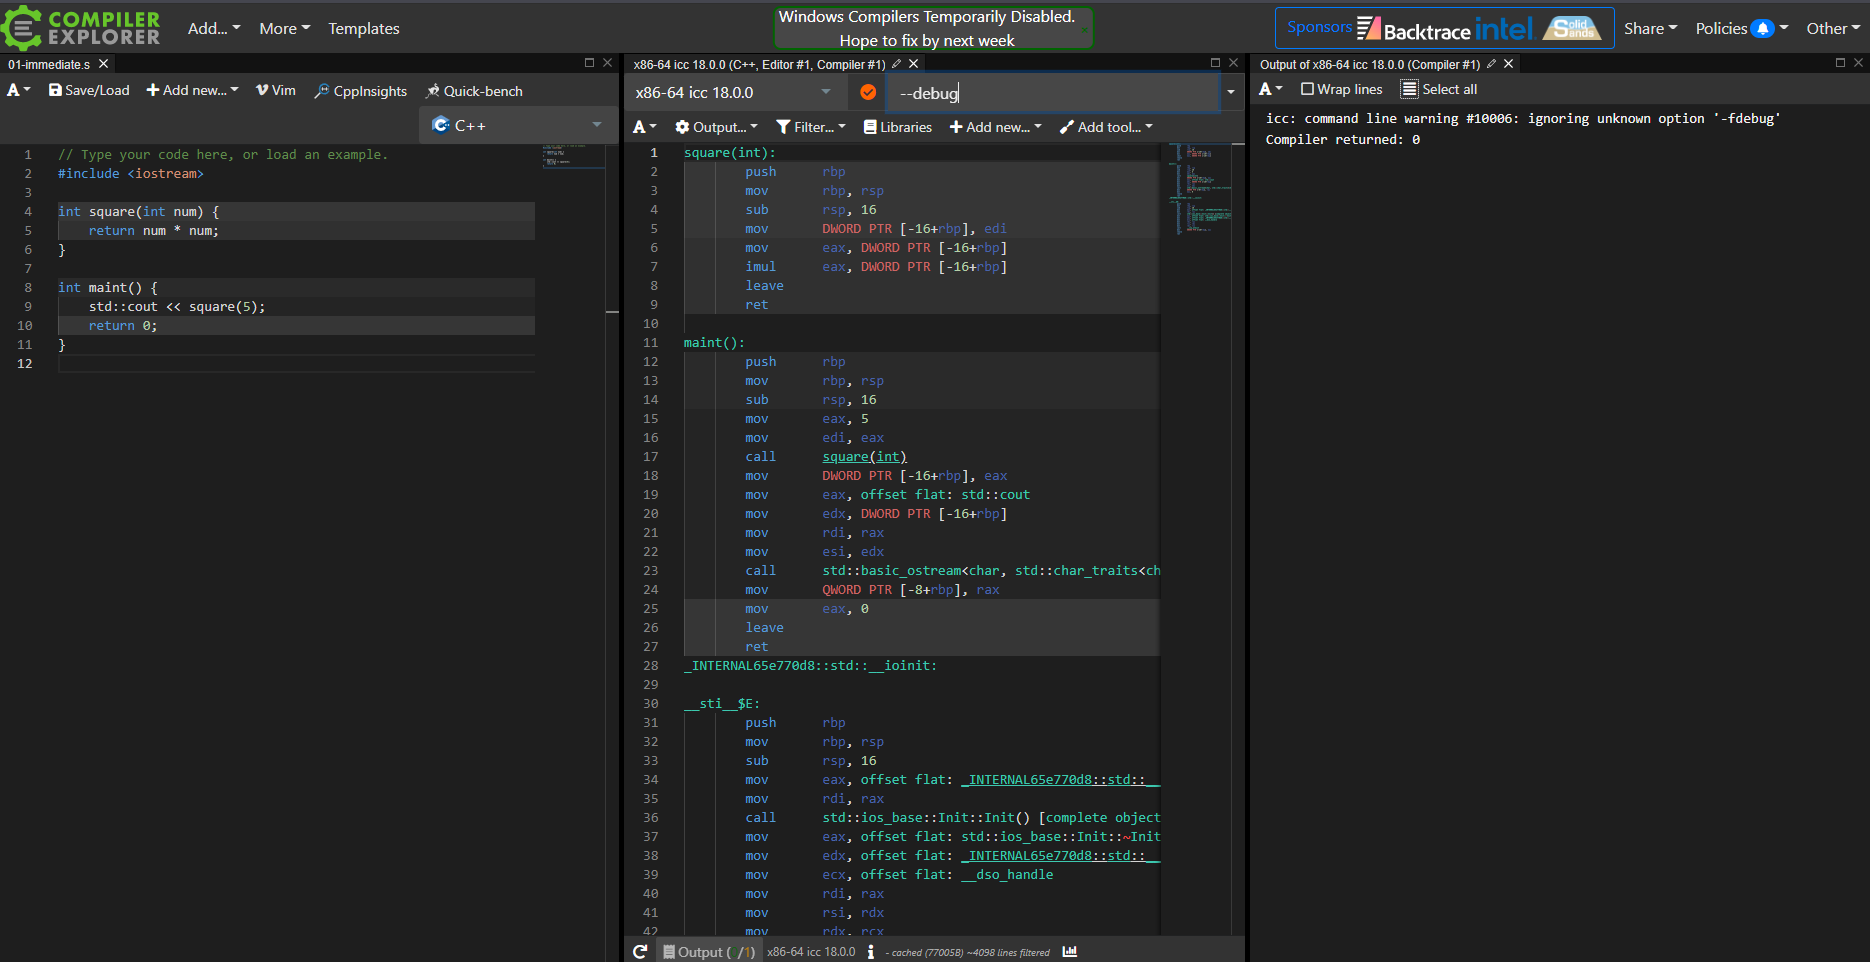 COMPILER
EXPLORER
Add...
More
Templates
Windows Compilers Temporarily Disabled.
Hope to fix by next week
Sponsors
Backtrace
intel
Solid
Sands
Share
Policies
Other
01-immediate.s
A
Save/Load
Add new...
Vim
CppInsights
Quick-bench
C++
1 // Type your code here, or load an example.
2 #include <iostream>
3
4 int square(int num) {
5 return num * num;
6 }
7
8 int maint() {
9 std::cout << square(5);
10 return 0;
11 }
12
x86-64 icc 18.0.0 (C++, Editor #1, Compiler #1)
x86-64 icc 18.0.0
--debug
A
Output...
Filter...
Libraries
Add new...
Add tool...
1 square(int):
2 push rbp
3 mov rbp, rsp
4 sub rsp, 16
5 mov DWORD PTR [-16+rbp], edi
6 mov eax, DWORD PTR [-16+rbp]
7 imul eax, DWORD PTR [-16+rbp]
8 leave
9 ret
10
11 maint():
12 push rbp
13 mov rbp, rsp
14 sub rsp, 16
15 mov eax, 5
16 mov edi, eax
17 call square(int)
18 mov DWORD PTR [-16+rbp], eax
19 mov eax, offset flat: std::cout
20 mov edx, DWORD PTR [-16+rbp]
21 mov rdi, rax
22 mov esi, edx
23 call std::basic_ostream<char, std::char_traits<ch
24 mov QWORD PTR [-8+rbp], rax
25 mov eax, 0
26 leave
27 ret
28 _INTERNAL65e770d8::std::__ioinit:
29
30 __sti__$E:
31 push rbp
32 mov rbp, rsp
33 sub rsp, 16
34 mov eax, offset flat: _INTERNAL65e770d8::std::__
35 mov rdi, rax
36 call std::ios_base::Init::Init() [complete object
37 mov eax, offset flat: std::ios_base::Init::~Init
38 mov edx, offset flat: _INTERNAL65e770d8::std::__
39 mov ecx, offset flat: __dso_handle
40 mov rdi, rax
41 mov rsi, rdx
42 mov rdx, rcx
Output ( /1) x86-64 icc 18.0.0 - cached (77005B) ~4098 lines filtered
Output of x86-64 icc 18.0.0 (Compiler #1)
A
Wrap lines
Select all
icc: command line warning #10006: ignoring unknown option '-fdebug'
Compiler returned: 0